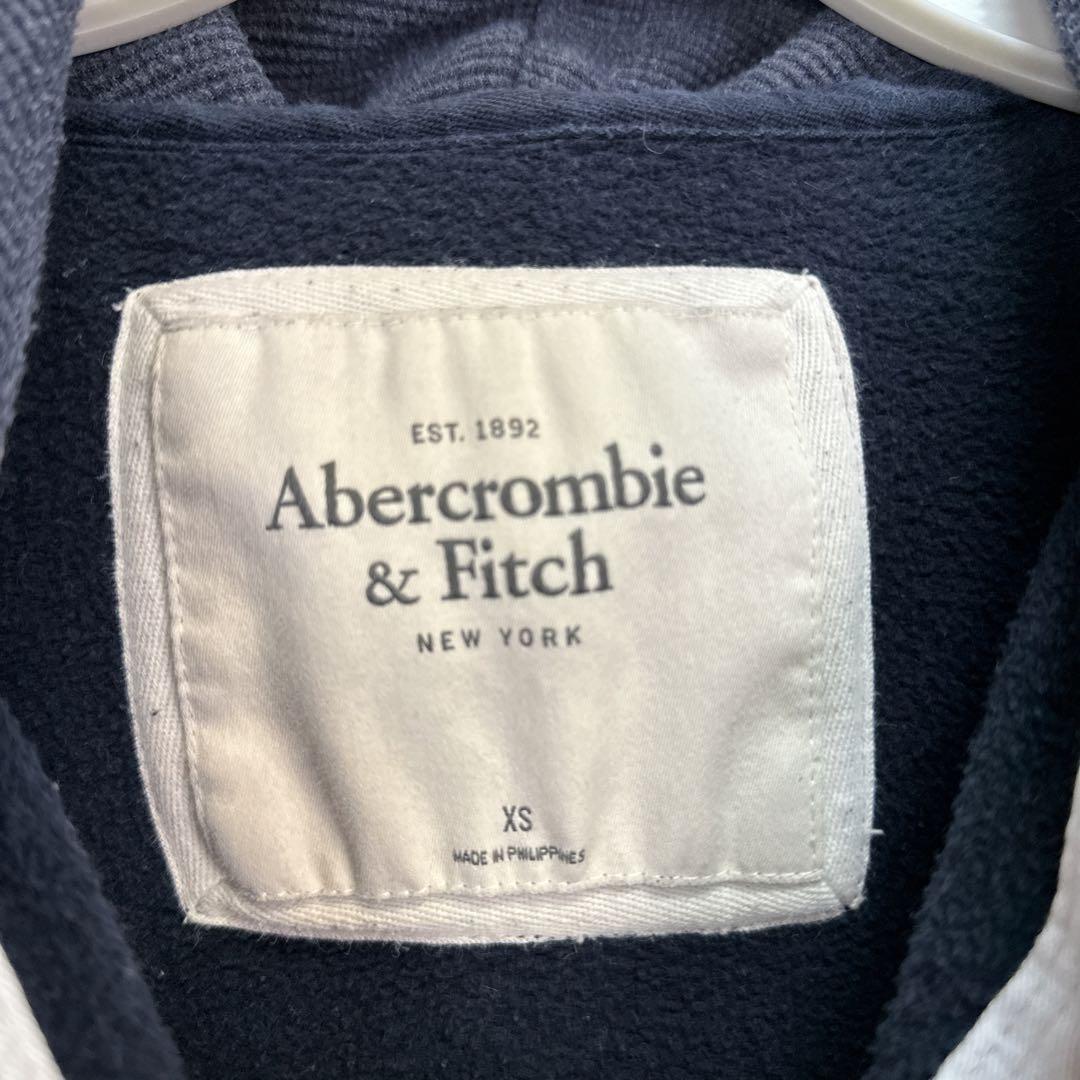 EST. 1892
Abercrombie
& Fitch
NEW YORK
XS
MADE IN PHILIPPINES